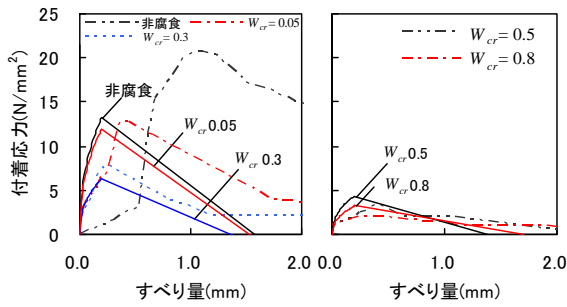 付着応力(N/mm²)
25
20
15
10
5
0
非腐食
W_cr= 0.05
W_cr= 0.3
非腐食
W_cr 0.05
W_cr 0.3
0.0
1.0
2.0
すべり量(mm)
W_cr= 0.5
W_cr= 0.8
W_cr 0.5
W_cr 0.8
0.0
1.0
2.0
すべり量(mm)